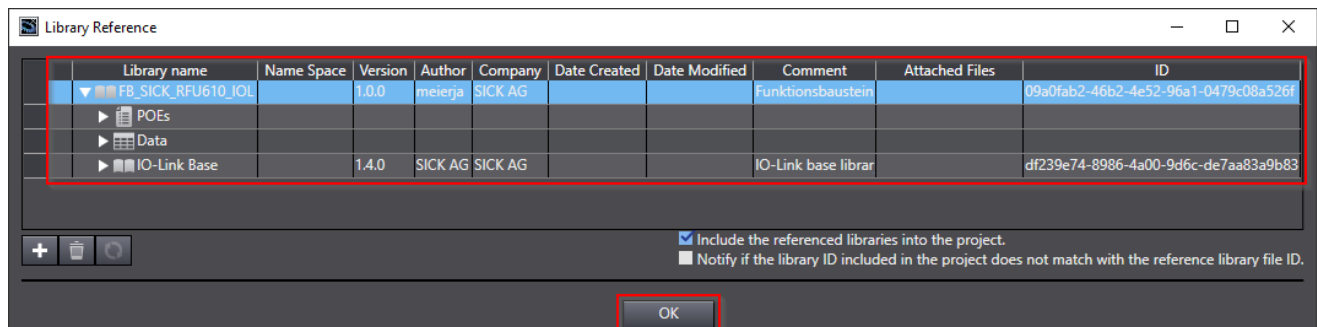 Library Reference
Library name Name Space Version Author Company Date Created Date Modified Comment Attached Files ID
FB_SICK_RFU610_IOL 1.0.0 meierja SICK AG Funktionsbaustein 09a0fab2-46b2-4e52-96a1-0479c08a526f
POEs
Data
IO-Link Base 1.4.0 SICK AG SICK AG IO-Link base librar df239e74-8986-4a00-9d6c-de7aa83a9b83
Include the referenced libraries into the project.
Notify if the library ID included in the project does not match with the reference library file ID.
OK